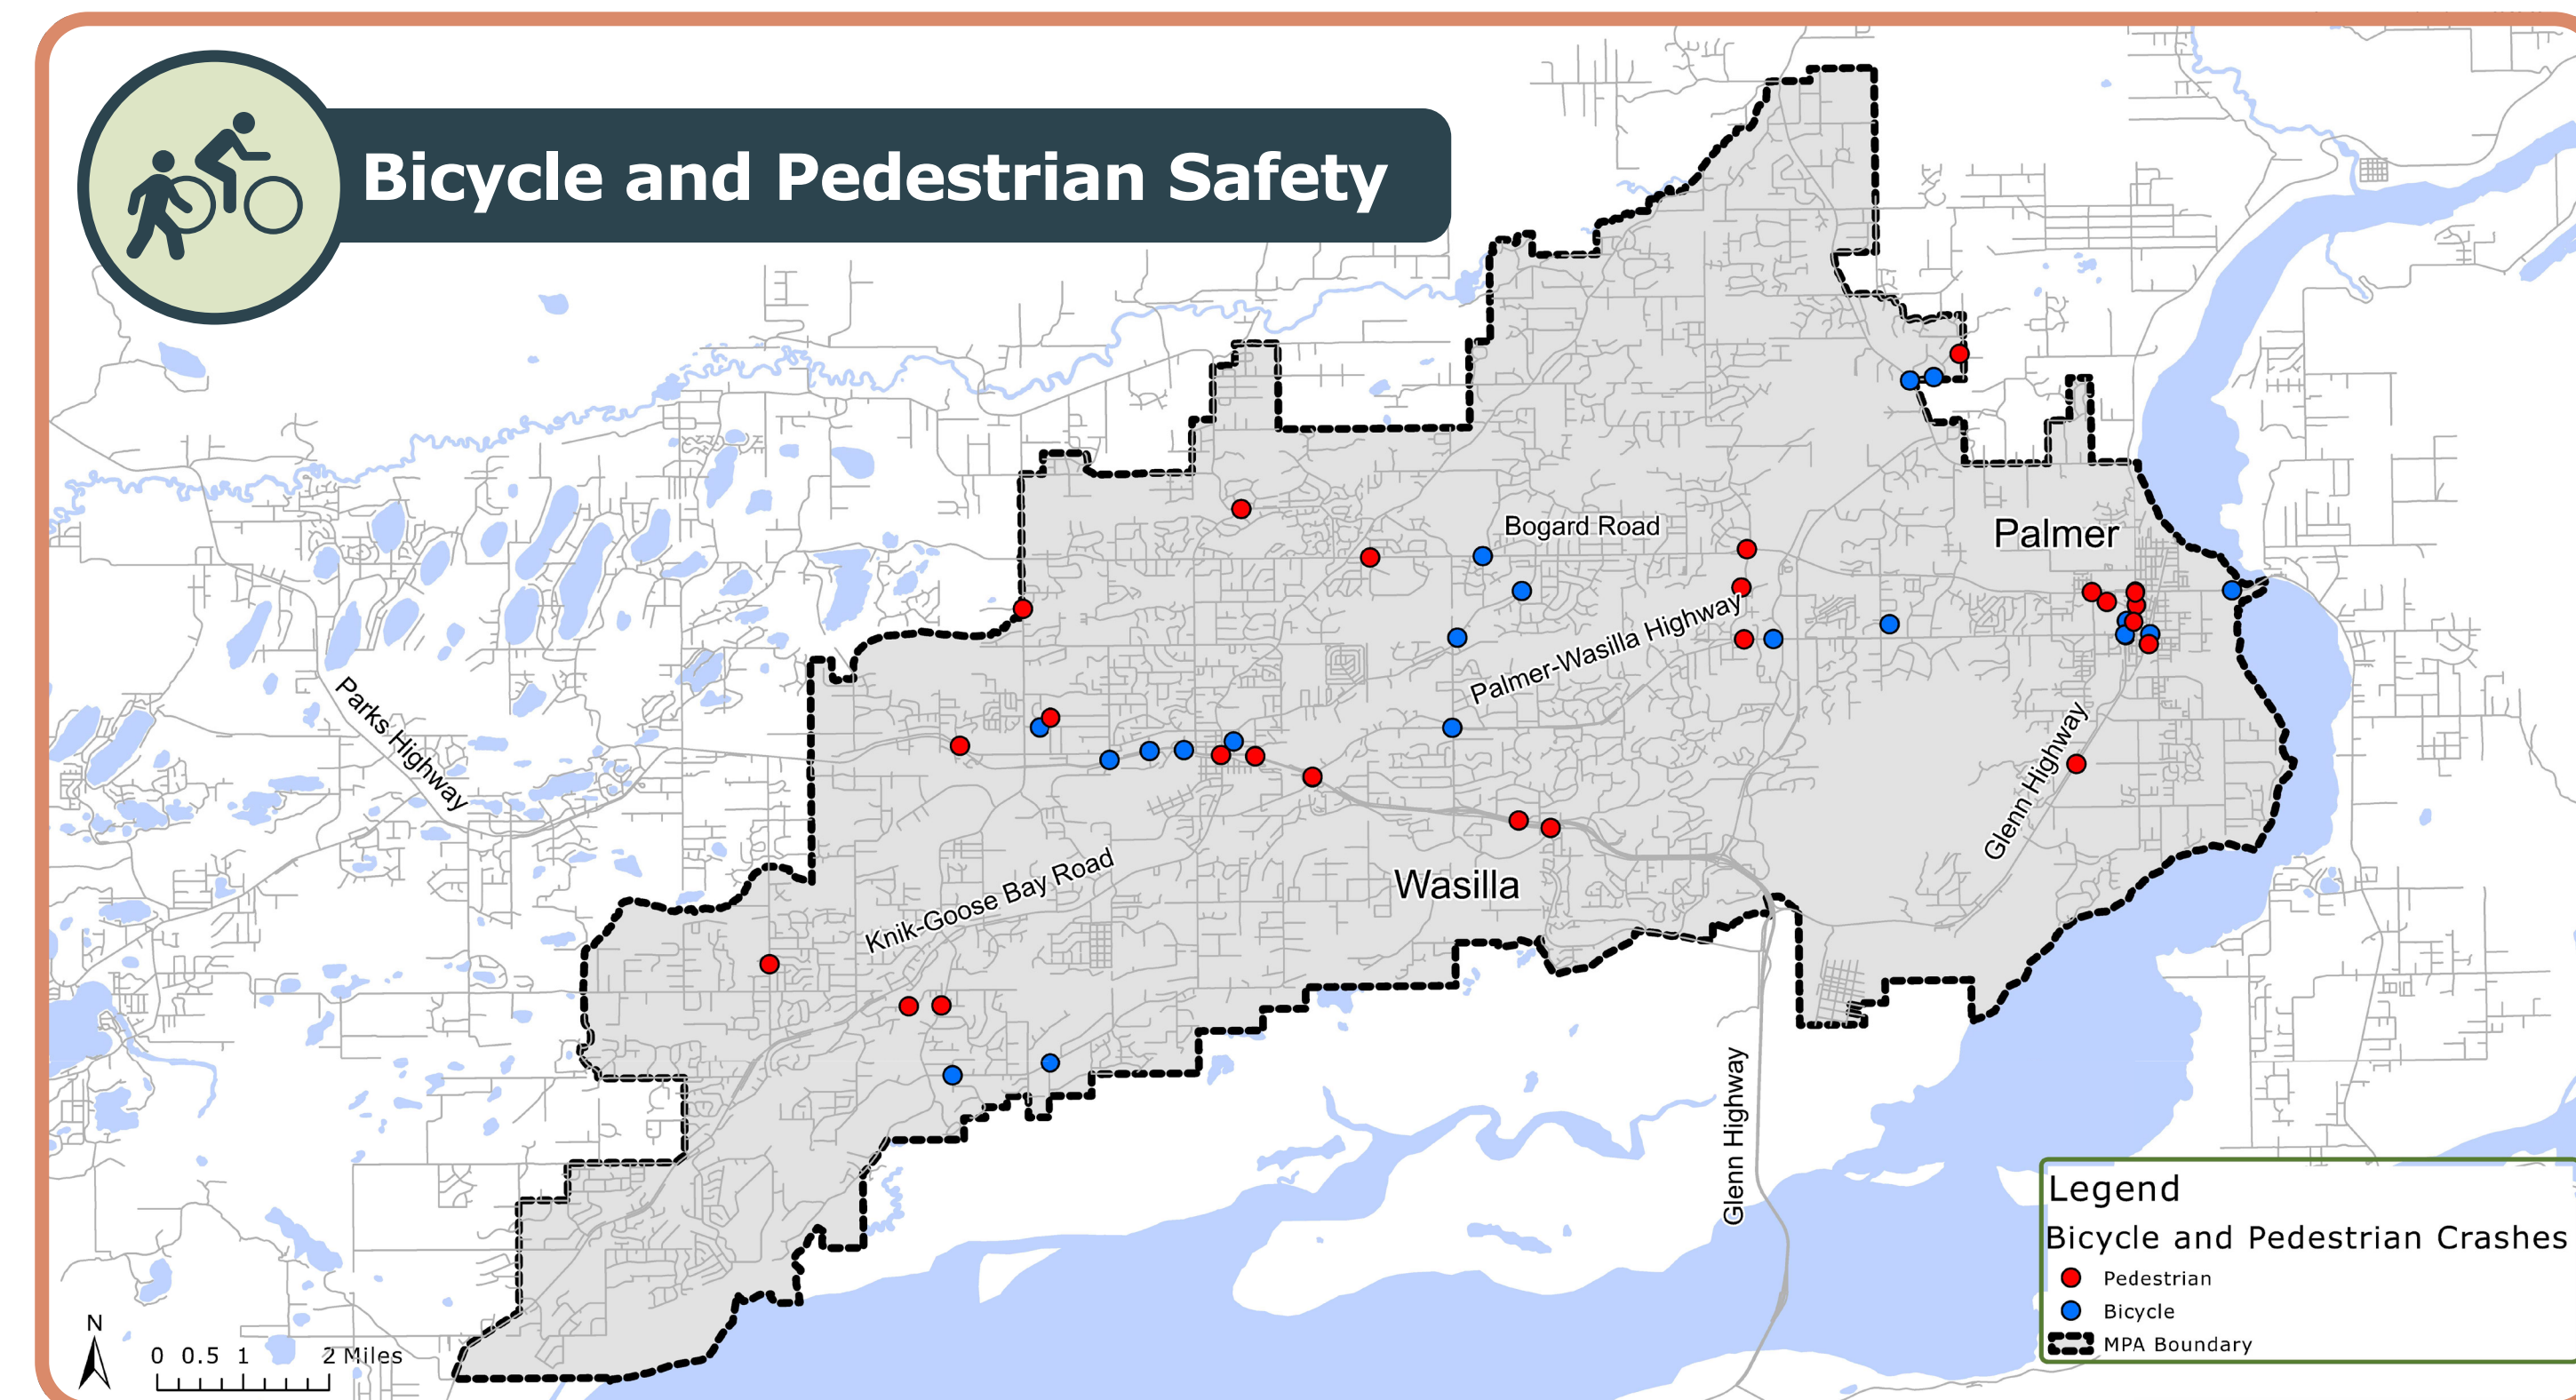 Bicycle and Pedestrian Safety
Bogard Road
Palmer
Palmer-Wasilla Highway
Parks Highway
Glenn Highway
Knik-Goose Bay Road
Wasilla
Glenn Highway
Legend
Bicycle and Pedestrian Crashes
Pedestrian
Bicycle
MPA Boundary
N
0 0.5 1 2 Miles